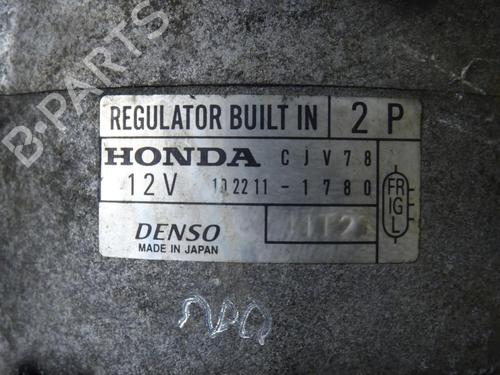 B-PARTS
REGULATOR BUILT IN 2 P
HONDA CJV78
12V 102211-1780
FR
IG
L
DENSO
MADE IN JAPAN